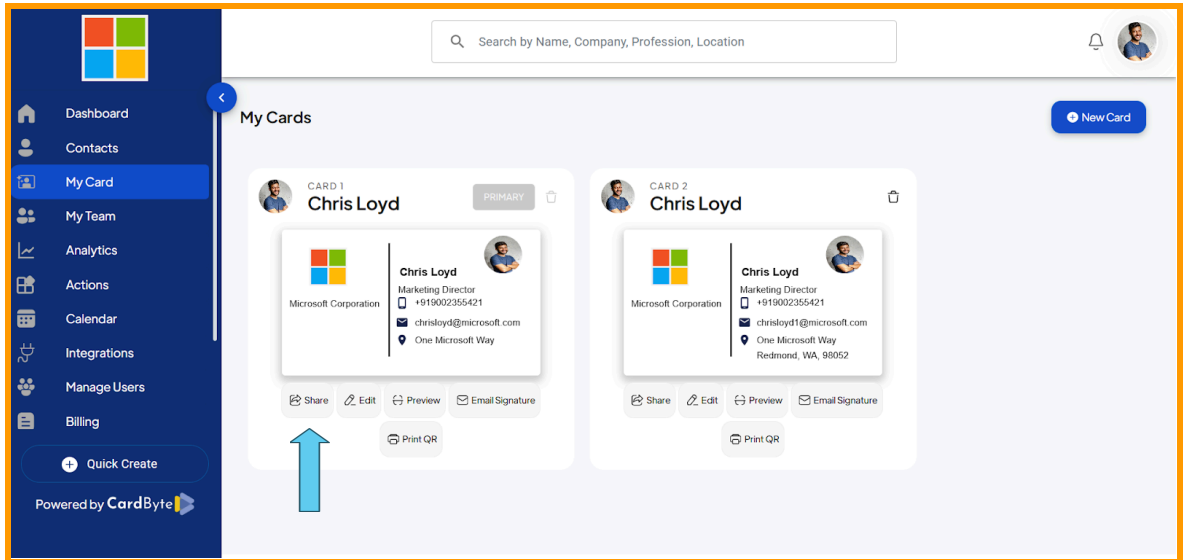 Search by Name, Company, Profession, Location
Dashboard
Contacts
My Card
My Team
Analytics
Actions
Calendar
Integrations
Manage Users
Billing
Quick Create
Powered by CardByte
My Cards
New Card
CARD 1
Chris Loyd
PRIMARY
Microsoft Corporation
Chris Loyd
Marketing Director
+919002355421
chrisloyd@microsoft.com
One Microsoft Way
Share
Edit
Preview
Email Signature
Print QR
CARD 2
Chris Loyd
Microsoft Corporation
Chris Loyd
Marketing Director
+919002355421
chrisloyd1@microsoft.com
One Microsoft Way
Redmond, WA, 98052
Share
Edit
Preview
Email Signature
Print QR